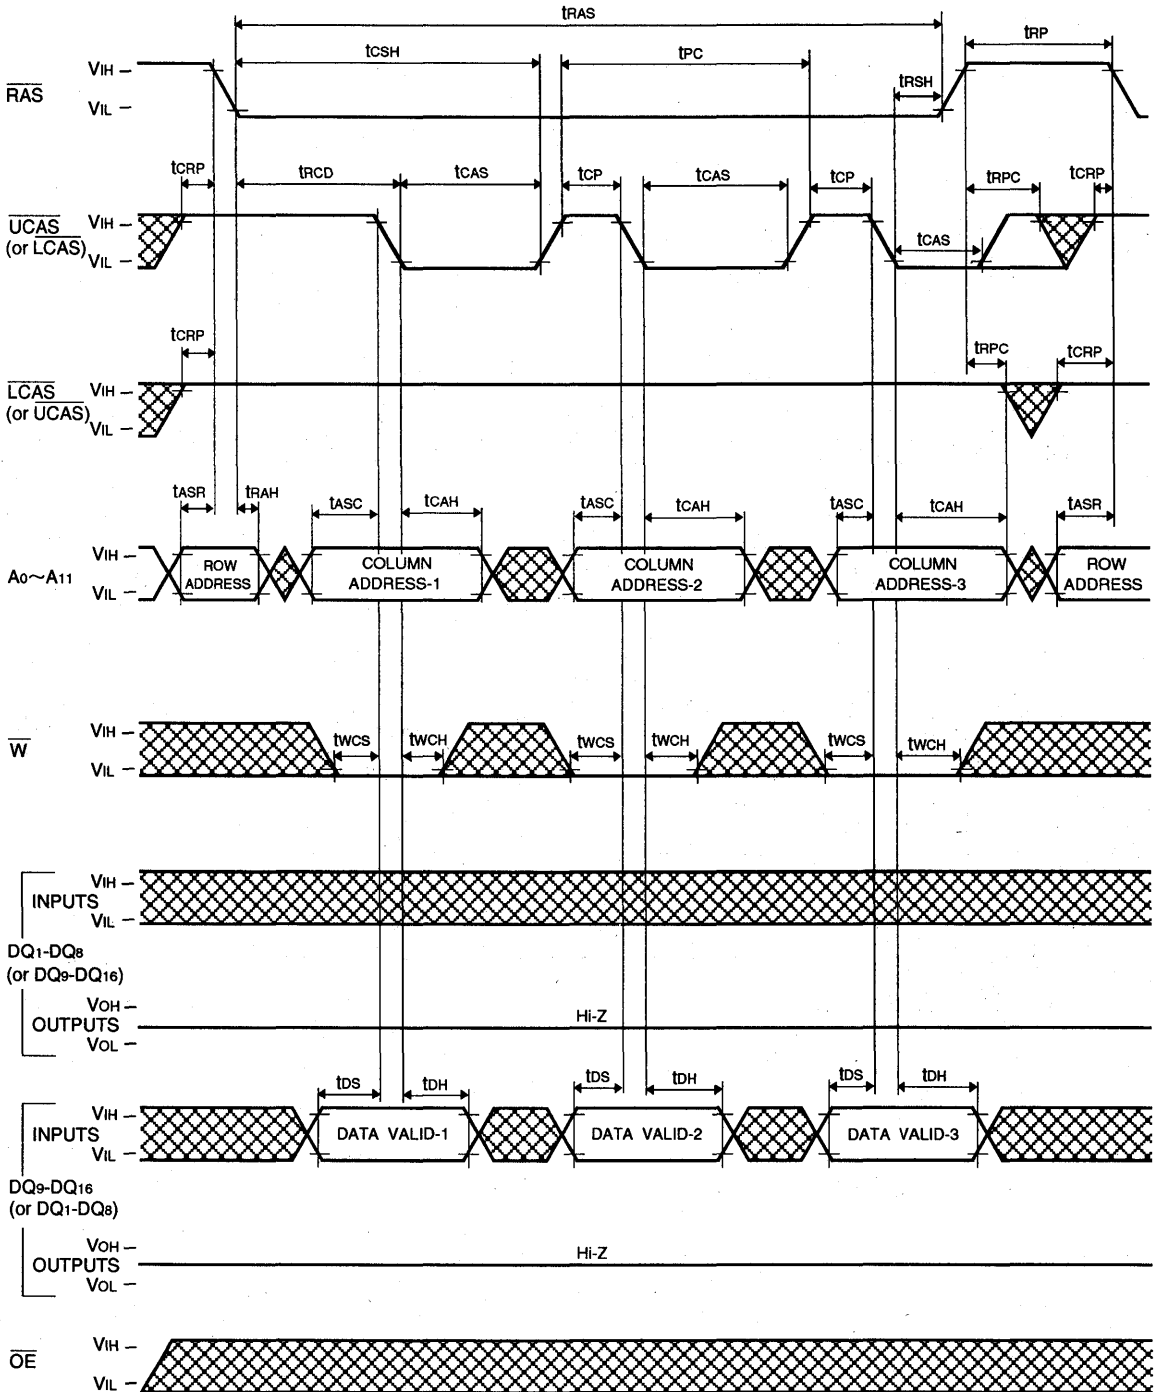 tRAS
tCSH
tPC
tRP
tRSH
RAS
VIH
VIL
tCRP
tRCD
tCAS
tCP
tCAS
tCP
tRPC
tCRP
tCAS
UCAS
(or LCAS)
VIH
VIL
tCRP
tRPC
tCRP
LCAS
(or UCAS)
VIH
VIL
tASR
tRAH
tASC
tCAH
tASC
tCAH
tASC
tCAH
tASR
A0~A11
VIH
VIL
ROW
ADDRESS
COLUMN
ADDRESS-1
COLUMN
ADDRESS-2
COLUMN
ADDRESS-3
ROW
ADDRESS
W
VIH
VIL
tWCS
tWCH
tWCS
tWCH
tWCS
tWCH
VIH
INPUTS
VIL
DQ1-DQ8
(or DQ9-DQ16)
VOH
OUTPUTS
VOL
Hi-Z
tDS
tDH
tDS
tDH
tDS
tDH
VIH
INPUTS
VIL
DATA VALID-1
DATA VALID-2
DATA VALID-3
DQ9-DQ16
(or DQ1-DQ8)
VOH
OUTPUTS
VOL
Hi-Z
OE
VIH
VIL